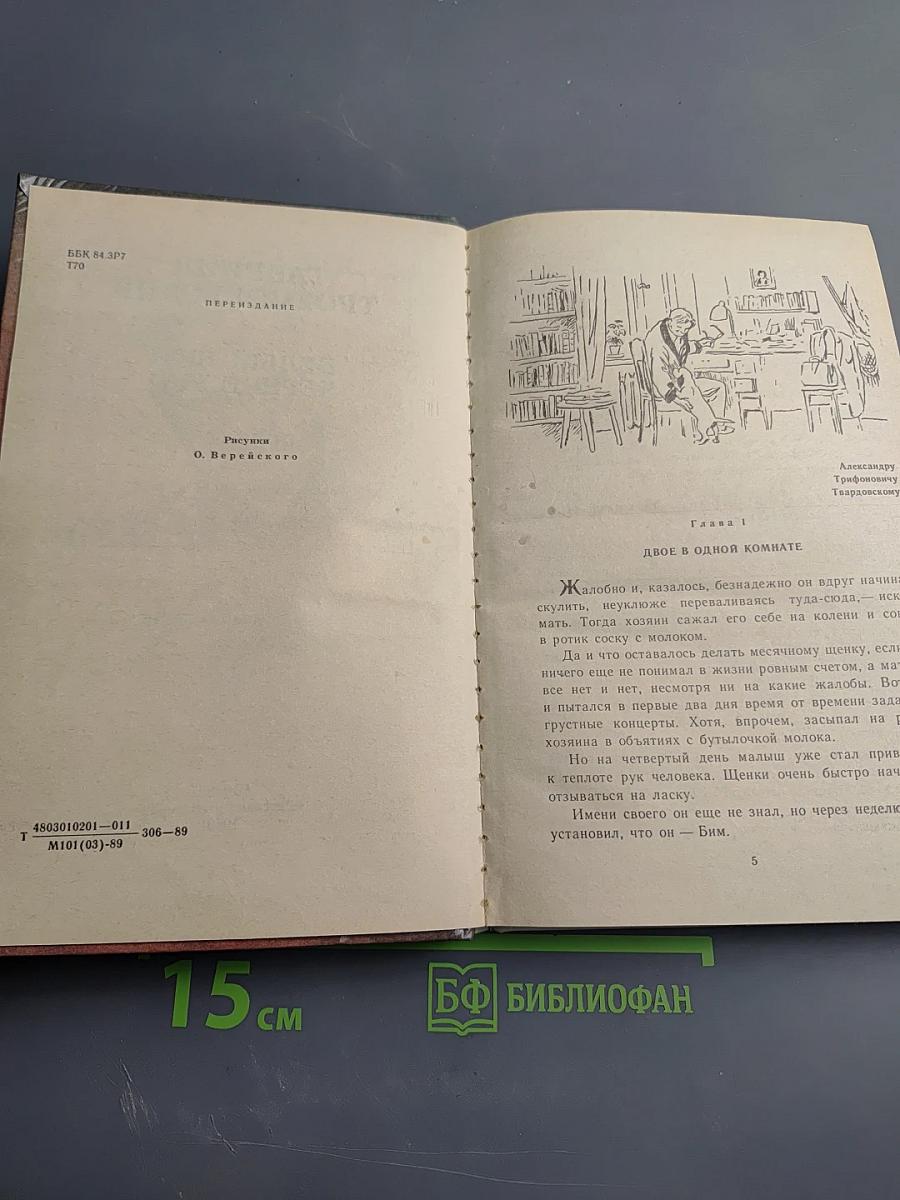 ББК 84.3Р7
Т70
ПЕРЕИЗДАНИЕ
Рисунки
О. Верейского
Т 4803010201—011 306—89
М101(03)-89
Александру
Трифоновичу
Твардовскому
Глава 1
ДВОЕ В ОДНОЙ КОМНАТЕ
Жалобно и, казалось, безнадежно он вдруг начина
скулить, неуклюже переваливаясь туда-сюда,— иск
мать. Тогда хозяин сажал его себе на колени и со
в ротик соску с молоком.
Да и что оставалось делать месячному щенку, если
ничего еще не понимал в жизни ровным счетом, а мат
все нет и нет, несмотря ни на какие жалобы. Вот
и пытался в первые два дня время от времени зада
грустные концерты. Хотя, впрочем, засыпал на р
хозяина в объятиях с бутылочкой молока.
Но на четвертый день малыш уже стал прив
к теплоте рук человека. Щенки очень быстро нач
отзываться на ласку.
Имени своего он еще не знал, но через неделю
установил, что он — Бим.
5
15 см
БФ БИБЛИОФАН